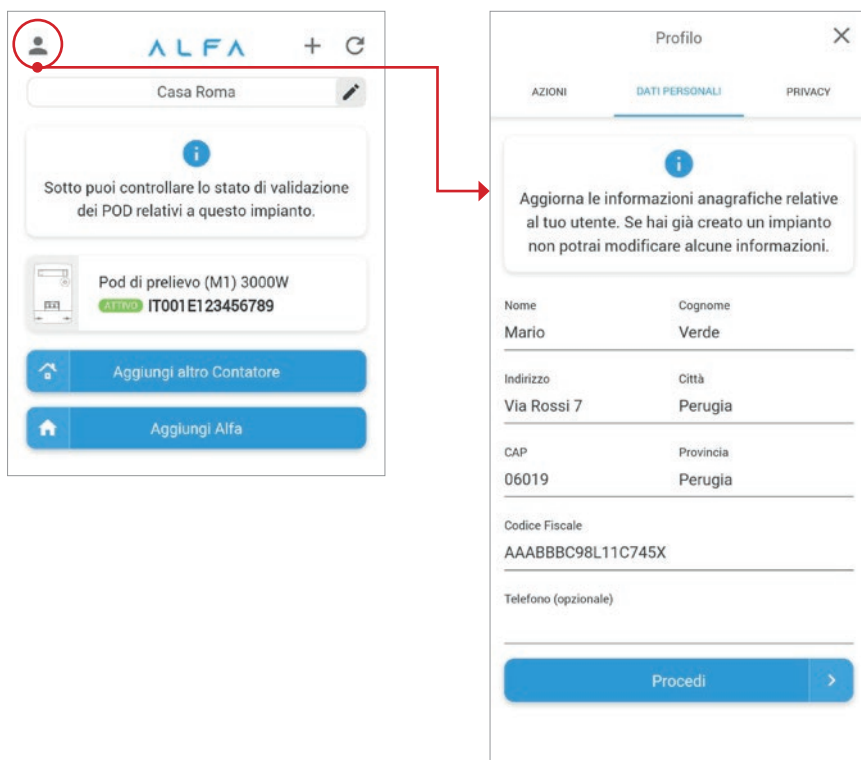 ALFA
Casa Roma
Sotto puoi controllare lo stato di validazione
dei POD relativi a questo impianto.
Pod di prelievo (M1) 3000W
ATTIVO IT001E123456789
Aggiungi altro Contatore
Aggiungi Alfa
Profilo
AZIONI DATI PERSONALI PRIVACY
Aggiorna le informazioni anagrafiche relative
al tuo utente. Se hai già creato un impianto
non potrai modificare alcune informazioni.
Nome Cognome
Mario Verde
Indirizzo Città
Via Rossi 7 Perugia
CAP Provincia
06019 Perugia
Codice Fiscale
AAABBBC98L11C745X
Telefono (opzionale)
Procedi